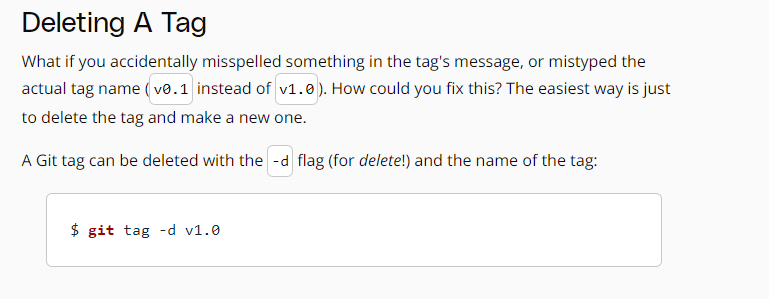 Deleting A Tag
What if you accidentally misspelled something in the tag's message, or mistyped the
actual tag name ( v0.1 instead of v1.0 ). How could you fix this? The easiest way is just
to delete the tag and make a new one.
A Git tag can be deleted with the -d flag (for delete!) and the name of the tag:
$ git tag -d v1.0